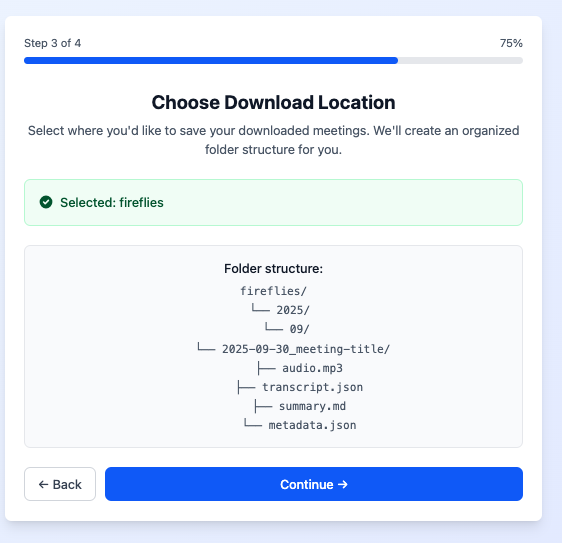 Step 3 of 4 75%
Choose Download Location
Select where you'd like to save your downloaded meetings. We'll create an organized
folder structure for you.
Selected: fireflies
Folder structure:
fireflies/
└── 2025/
└── 09/
└── 2025-09-30_meeting-title/
├── audio.mp3
├── transcript.json
├── summary.md
└── metadata.json
← Back
Continue →